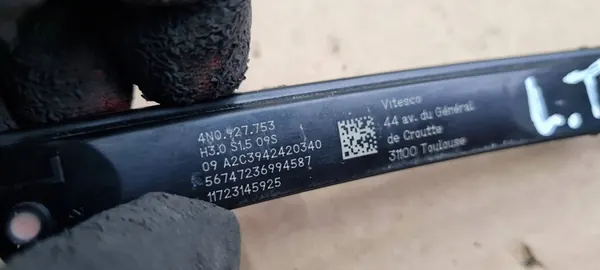 4N0.927.753
H3.0 S1.5 09S
09 A2C3942420340
56747236994587
11723145925
Vitesco
44 av. du Général
de Croutte
31100 Toulouse
L.T